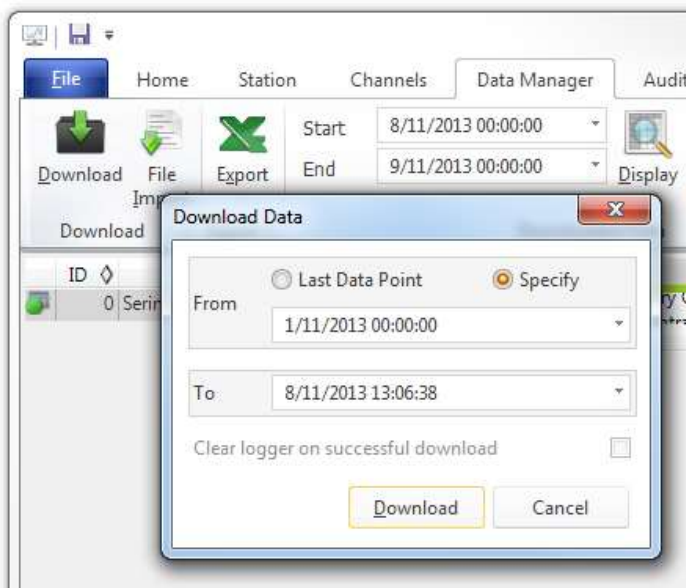 File Home Station Channels Data Manager Audit
Start 8/11/2013 00:00:00
Download File Export End 9/11/2013 00:00:00 Display
Download
Download Data
ID
0 Serin
Last Data Point Specify
From
1/11/2013 00:00:00
To 8/11/2013 13:06:38
Clear logger on successful download
Download Cancel